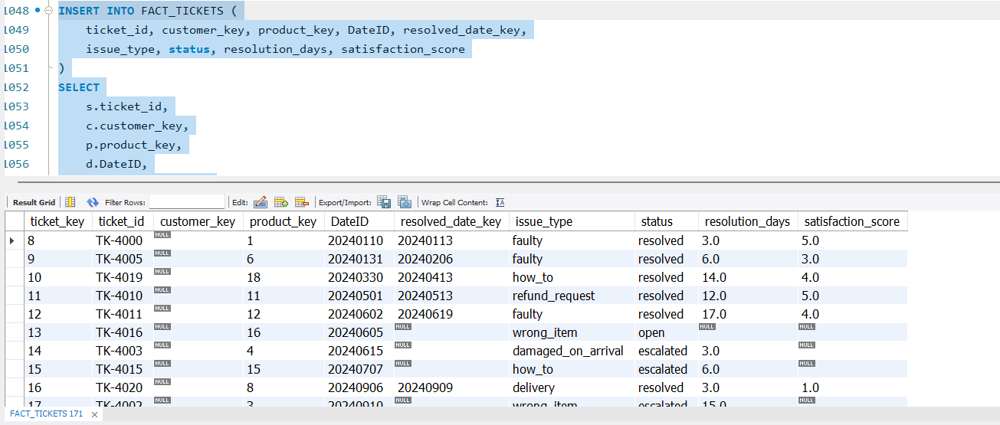 1048 INSERT INTO FACT_TICKETS (
1049 ticket_id, customer_key, product_key, DateID, resolved_date_key,
1050 issue_type, status, resolution_days, satisfaction_score
1051 )
1052 SELECT
1053 s.ticket_id,
1054 c.customer_key,
1055 p.product_key,
1056 d.DateID,
Result Grid Filter Rows: Edit: Export/Import: Wrap Cell Content:
ticket_key ticket_id customer_key product_key DateID resolved_date_key issue_type status resolution_days satisfaction_score
8 TK-4000 NULL 1 20240110 20240113 faulty resolved 3.0 5.0
9 TK-4005 NULL 6 20240131 20240206 faulty resolved 6.0 3.0
10 TK-4019 NULL 18 20240330 20240413 how_to resolved 14.0 4.0
11 TK-4010 NULL 11 20240501 20240513 refund_request resolved 12.0 5.0
12 TK-4011 NULL 12 20240602 20240619 faulty resolved 17.0 4.0
13 TK-4016 NULL 16 20240605 NULL wrong_item open NULL NULL
14 TK-4003 NULL 4 20240615 NULL damaged_on_arrival escalated 3.0 NULL
15 TK-4015 NULL 15 20240707 NULL how_to escalated 6.0 NULL
16 TK-4020 NULL 8 20240906 20240909 delivery resolved 3.0 1.0
17 TK-4002 NULL 3 20240910 NULL wrong_item escalated 15.0 NULL
FACT_TICKETS 171